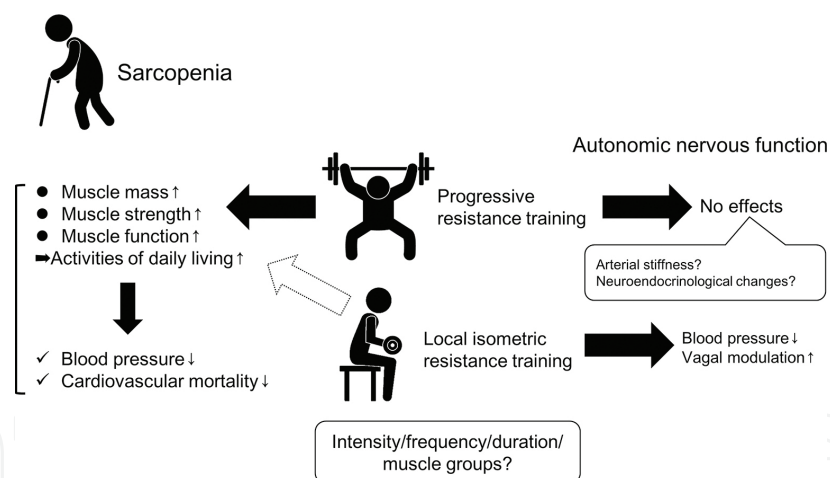 Sarcopenia
● Muscle mass↑
● Muscle strength↑
● Muscle function↑
➡Activities of daily living↑
✓ Blood pressure↓
✓ Cardiovascular mortality↓
Progressive
resistance training
Local isometric
resistance training
Intensity/frequency/duration/
muscle groups?
Autonomic nervous function
No effects
Arterial stiffness?
Neuroendocrinological changes?
Blood pressure↓
Vagal modulation↑